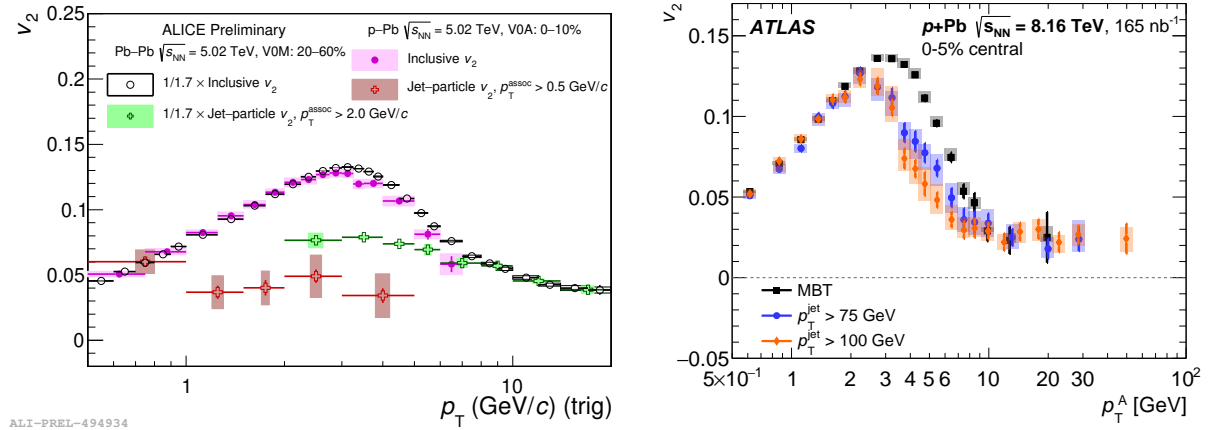 v₂
ALICE Preliminary
Pb–Pb √sNN = 5.02 TeV, V0M: 20–60%
1/1.7 × Inclusive v₂
1/1.7 × Jet–particle v₂, pTassoc > 2.0 GeV/c
p–Pb √sNN = 5.02 TeV, V0A: 0–10%
Inclusive v₂
Jet–particle v₂, pTassoc > 0.5 GeV/c
0.25
0.2
0.15
0.1
0.05
0
1
10
pT (GeV/c) (trig)
ALI-PREL-494934
v₂
ATLAS
p+Pb √sNN = 8.16 TeV, 165 nb⁻¹
0-5% central
0.15
0.10
0.05
0.00
−0.05
MBT
pTjet > 75 GeV
pTjet > 100 GeV
5×10⁻¹
1
2
3
4
5
6
10
20
30
10²
pTA [GeV]